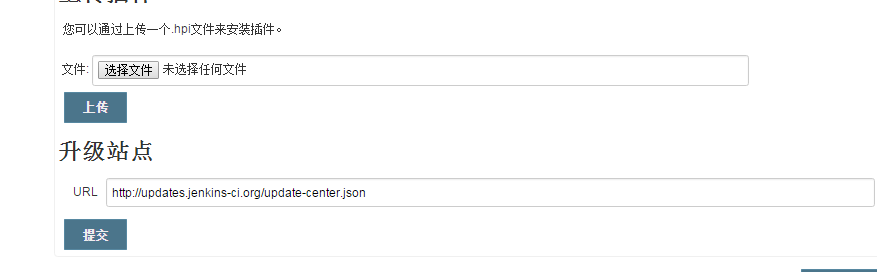 您可以通过上传一个.hpi文件来安装插件。
文件: 选择文件 未选择任何文件
上传
升级站点
URL http://updates.jenkins-ci.org/update-center.json
提交